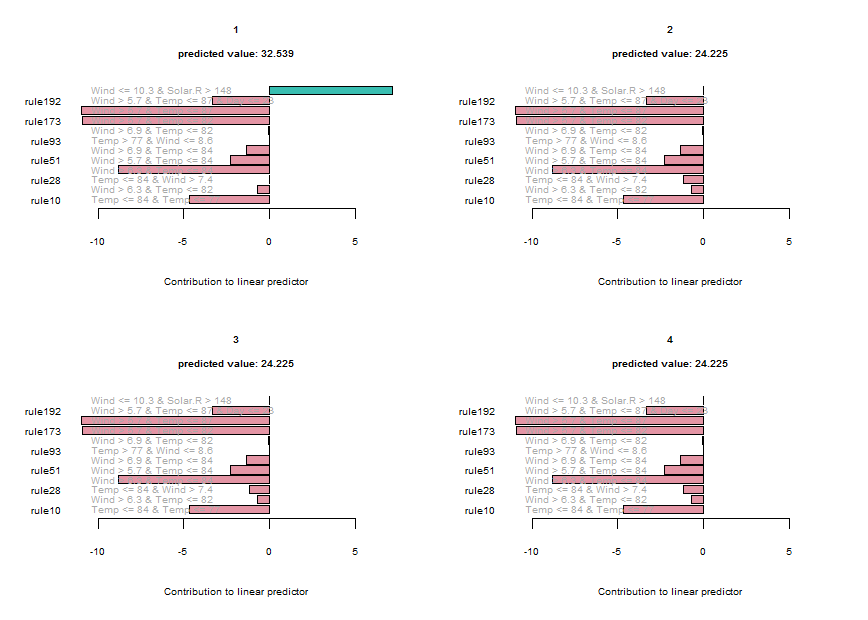 1
predicted value: 32.539
Wind <= 10.3 & Solar.R > 148
rule192 Wind > 5.7 & Temp <= 87
rule173
Wind > 6.9 & Temp <= 82
rule93 Temp > 77 & Wind <= 8.6
Wind > 6.9 & Temp <= 84
rule51 Wind > 5.7 & Temp <= 84
Wind
rule28 Temp <= 84 & Wind > 7.4
Wind > 6.3 & Temp <= 82
rule10 Temp <= 84 & Temp
-10 -5 0 5
Contribution to linear predictor
2
predicted value: 24.225
Wind <= 10.3 & Solar.R > 148
rule192 Wind > 5.7 & Temp <= 87
rule173
Wind > 6.9 & Temp <= 82
rule93 Temp > 77 & Wind <= 8.6
Wind > 6.9 & Temp <= 84
rule51 Wind > 5.7 & Temp <= 84
Wind
rule28 Temp <= 84 & Wind > 7.4
Wind > 6.3 & Temp <= 82
rule10 Temp <= 84 & Temp
-10 -5 0 5
Contribution to linear predictor
3
predicted value: 24.225
Wind <= 10.3 & Solar.R > 148
rule192 Wind > 5.7 & Temp <= 87
rule173
Wind > 6.9 & Temp <= 82
rule93 Temp > 77 & Wind <= 8.6
Wind > 6.9 & Temp <= 84
rule51 Wind > 5.7 & Temp <= 84
Wind
rule28 Temp <= 84 & Wind > 7.4
Wind > 6.3 & Temp <= 82
rule10 Temp <= 84 & Temp
-10 -5 0 5
Contribution to linear predictor
4
predicted value: 24.225
Wind <= 10.3 & Solar.R > 148
rule192 Wind > 5.7 & Temp <= 87
rule173
Wind > 6.9 & Temp <= 82
rule93 Temp > 77 & Wind <= 8.6
Wind > 6.9 & Temp <= 84
rule51 Wind > 5.7 & Temp <= 84
Wind
rule28 Temp <= 84 & Wind > 7.4
Wind > 6.3 & Temp <= 82
rule10 Temp <= 84 & Temp
-10 -5 0 5
Contribution to linear predictor